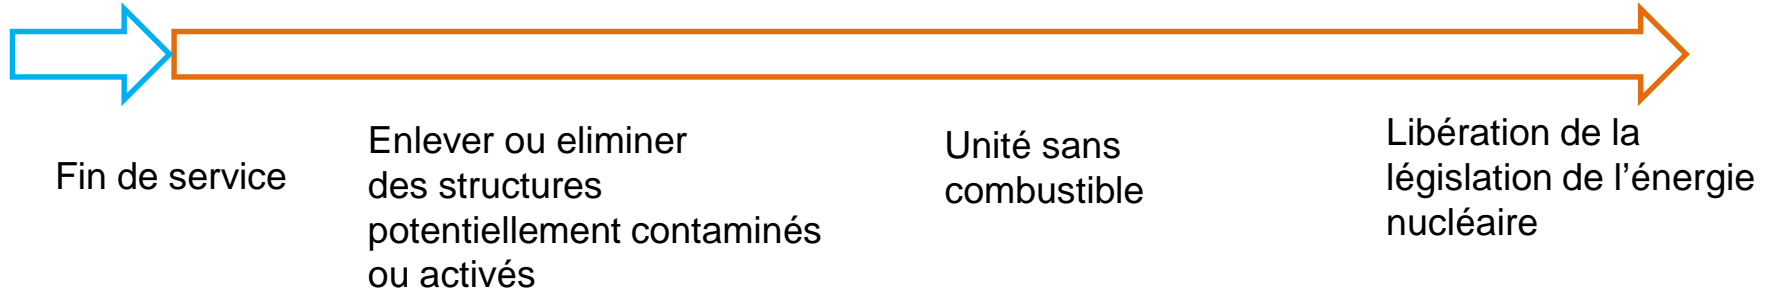 Fin de service
Enlever ou eliminer
des structures
potentiellement contaminés
ou activés
Unité sans
combustible
Libération de la
législation de l’énergie
nucléaire